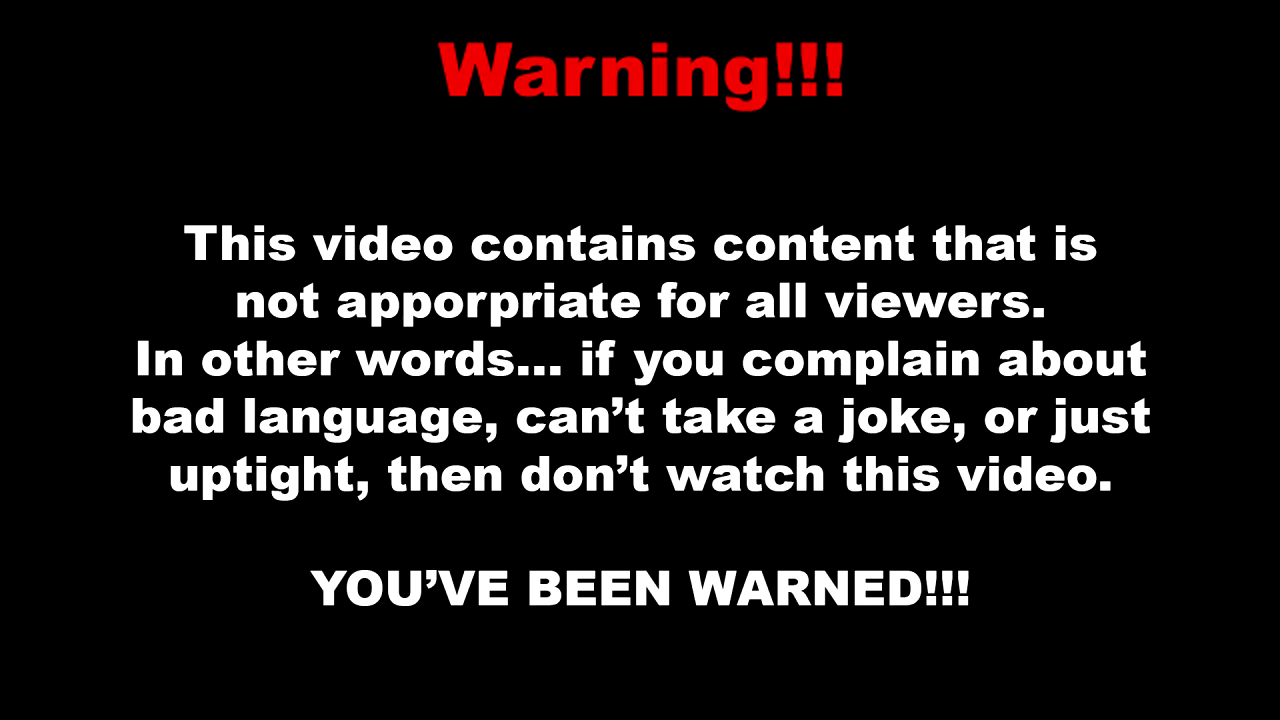 Warning!!!
This video contains content that is
not apporpriate for all viewers.
In other words... if you complain about
bad language, can’t take a joke, or just
uptight, then don’t watch this video.
YOU’VE BEEN WARNED!!!